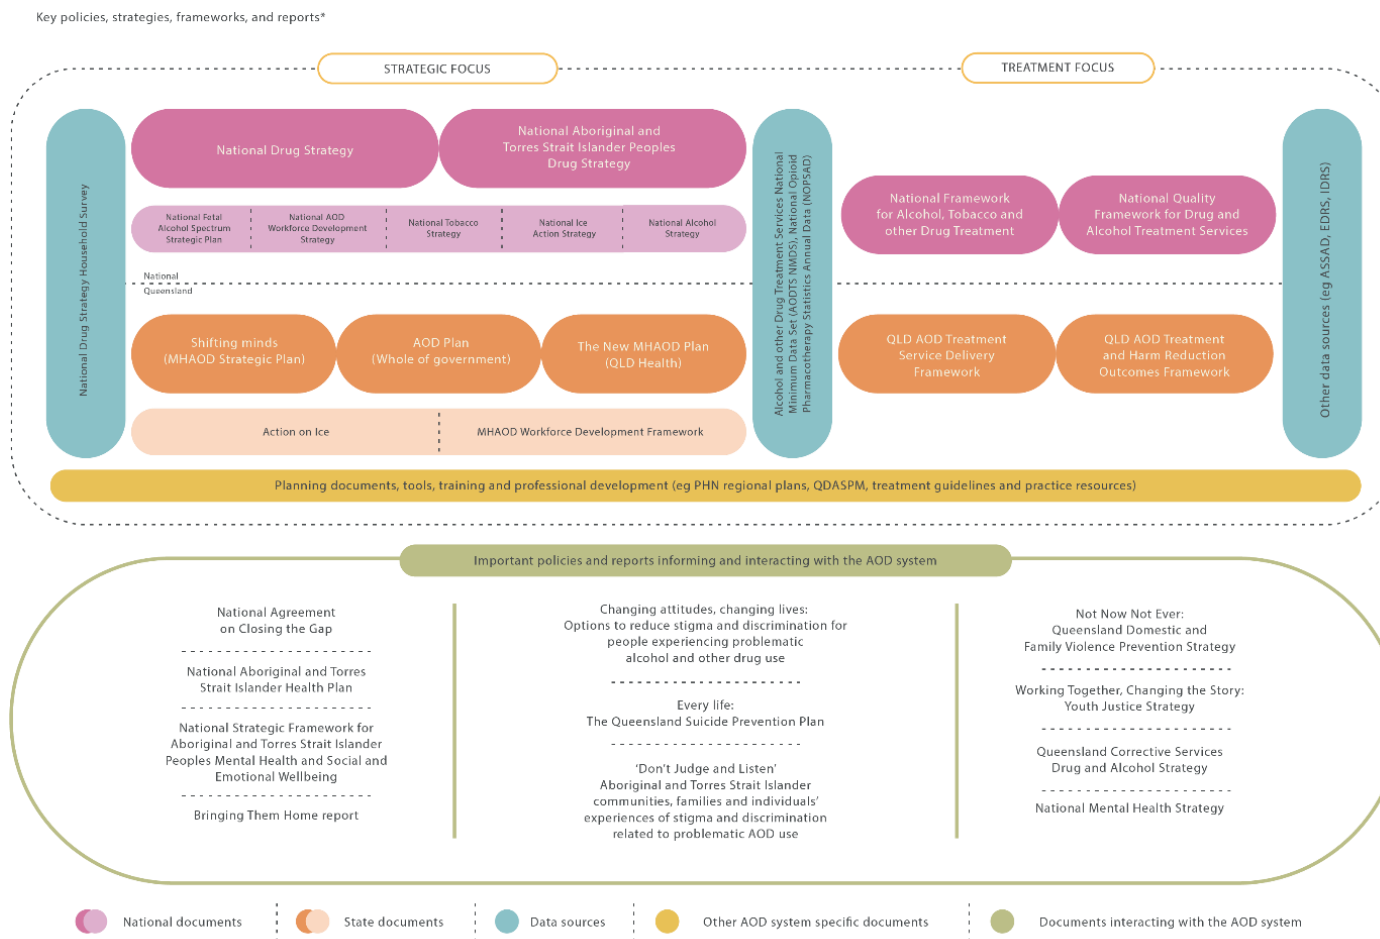 Key policies, strategies, frameworks, and reports*
STRATEGIC FOCUS
TREATMENT FOCUS
National Drug Strategy Household Survey
National Drug Strategy
National Aboriginal and
Torres Strait Islander Peoples
Drug Strategy
National Fetal
Alcohol Spectrum
Strategic Plan
National AOD
Workforce Development
Strategy
National Tobacco
Strategy
National Ice
Action Strategy
National Alcohol
Strategy
National
Queensland
Shifting minds
(MHAOD Strategic Plan)
AOD Plan
(Whole of government)
The New MHAOD Plan
(QLD Health)
Action on Ice
MHAOD Workforce Development Framework
Alcohol and other Drug Treatment Services National
Minimum Data Set (AODTS NMDS), National Opioid
Pharmacotherapy Statistics Annual Data (NOPSAD)
National Framework
for Alcohol, Tobacco and
other Drug Treatment
National Quality
Framework for Drug and
Alcohol Treatment Services
QLD AOD Treatment
Service Delivery
Framework
QLD AOD Treatment
and Harm Reduction
Outcomes Framework
Other data sources (eg ASSAD, EDRS, IDRS)
Planning documents, tools, training and professional development (eg PHN regional plans, QDASPM, treatment guidelines and practice resources)
Important policies and reports informing and interacting with the AOD system
National Agreement
on Closing the Gap
National Aboriginal and Torres
Strait Islander Health Plan
National Strategic Framework for
Aboriginal and Torres Strait Islander
Peoples Mental Health and Social and
Emotional Wellbeing
Bringing Them Home report
Changing attitudes, changing lives:
Options to reduce stigma and discrimination for
people experiencing problematic
alcohol and other drug use
Every life:
The Queensland Suicide Prevention Plan
‘Don’t Judge and Listen’
Aboriginal and Torres Strait Islander
communities, families and individuals’
experiences of stigma and discrimination
related to problematic AOD use
Not Now Not Ever:
Queensland Domestic and
Family Violence Prevention Strategy
Working Together, Changing the Story:
Youth Justice Strategy
Queensland Corrective Services
Drug and Alcohol Strategy
National Mental Health Strategy
National documents
State documents
Data sources
Other AOD system specific documents
Documents interacting with the AOD system